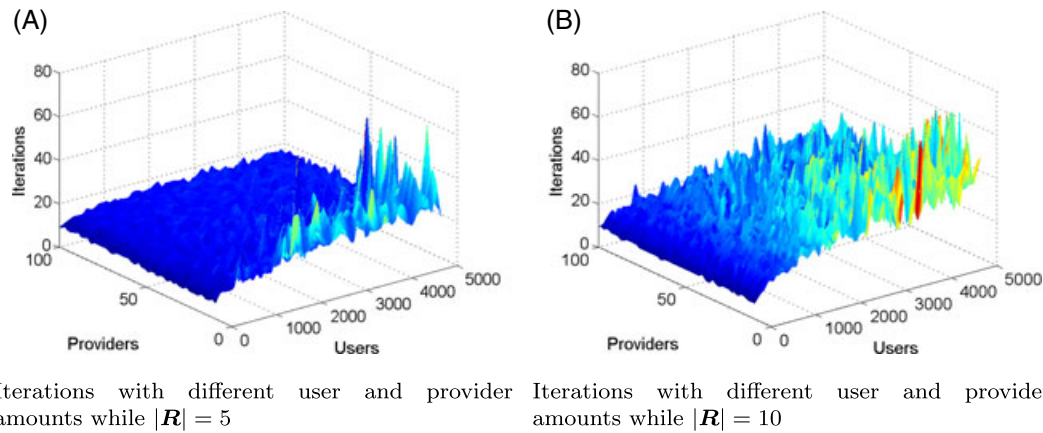 (A)
80
60
40
20
0
Iterations
100
50
0
Providers
0
1000
2000
3000
4000
5000
Users
(B)
80
60
40
20
0
Iterations
100
50
0
Providers
0
1000
2000
3000
4000
5000
Users
Iterations with different user and provider
amounts while |R| = 5
Iterations with different user and provide
amounts while |R| = 10